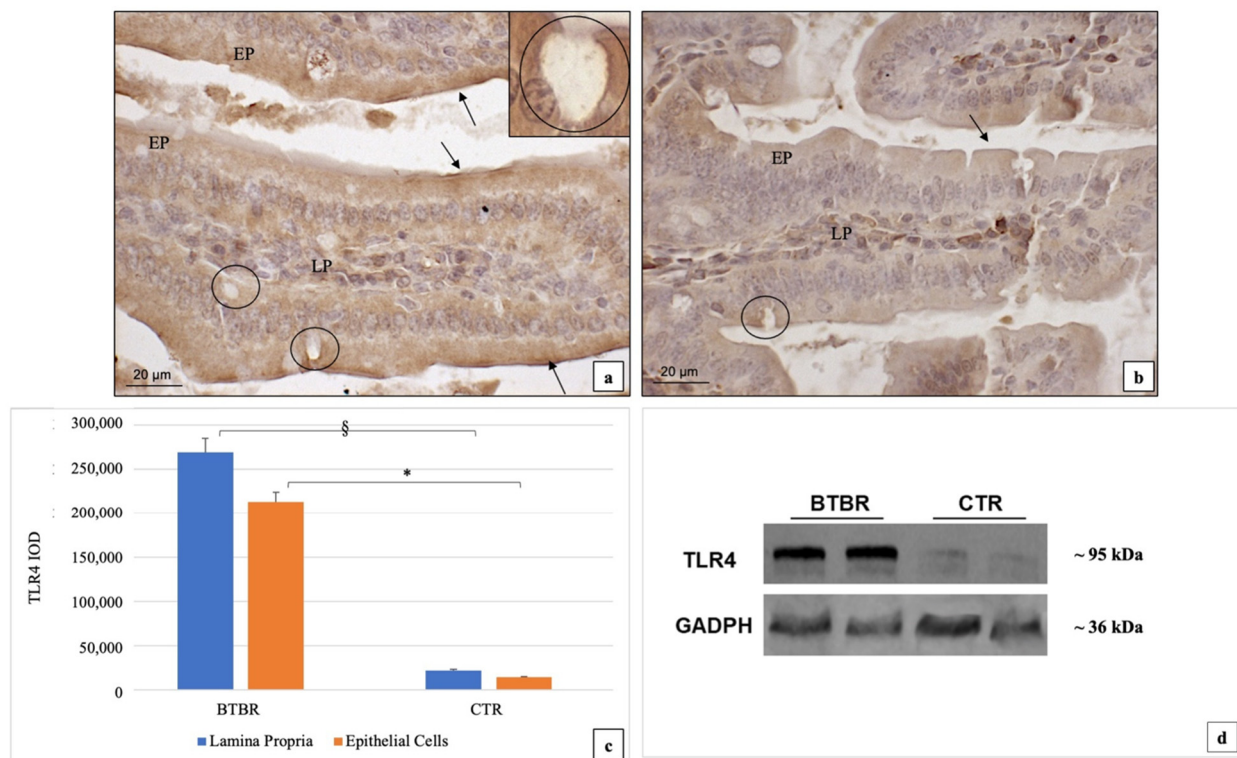 EP
EP
LP
20 µm
a
EP
LP
20 µm
b
300,000
250,000
200,000
150,000
100,000
50,000
0
TLR4 IOD
§
*
BTBR CTR
Lamina Propria Epithelial Cells
c
BTBR CTR
TLR4 ~ 95 kDa
GADPH ~ 36 kDa
d